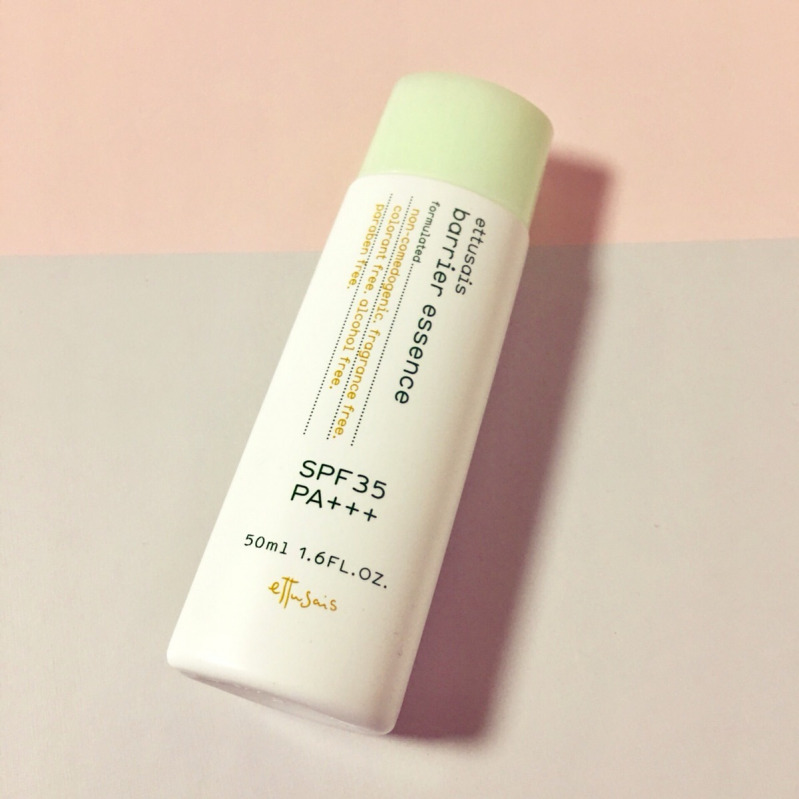 ettusais
barrier essence
formulated.
non-comedogenic. fragrance free.
colorant free. alcohol free.
paraben free.
SPF35
PA+++
50ml 1.6FL.OZ.
ettusais